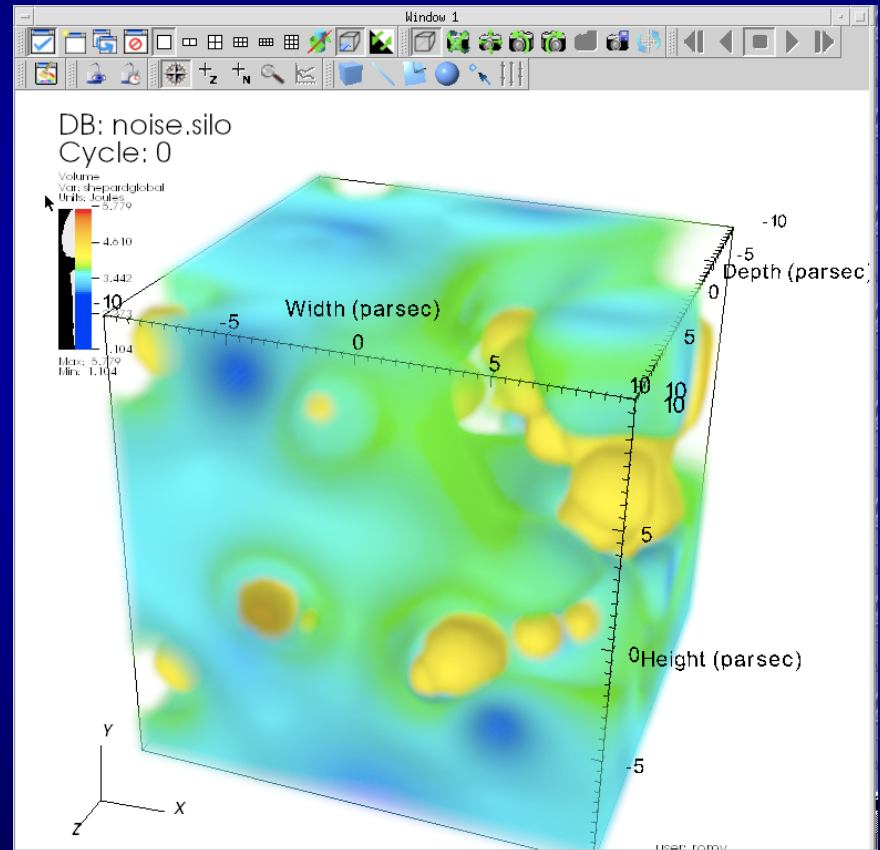 Window 1
z
N
DB: noise.silo
Cycle: 0
Volume
Var: shepardglobal
Units: Joules
5.779
4.610
3.442
1.104
Max: 5.779
Min: 1.104
-10
-5
Depth (parsec)
0
5
10
-10
-5
Width (parsec)
0
5
10
10
5
0
Height (parsec)
-5
Y
X
Z
user: romy